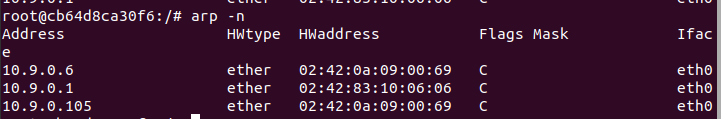 root@cb64d8ca30f6:/# arp -n
Address HWtype HWaddress Flags Mask Ifac
e
10.9.0.6 ether 02:42:0a:09:00:69 C eth0
10.9.0.1 ether 02:42:83:10:06:06 C eth0
10.9.0.105 ether 02:42:0a:09:00:69 C eth0